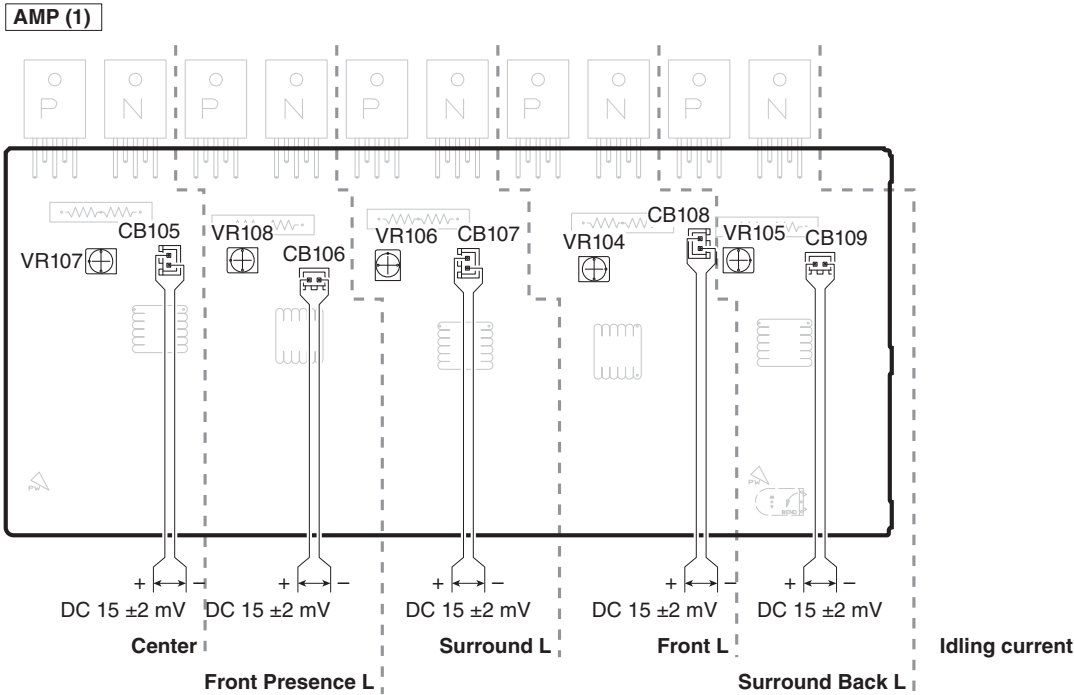 AMP (1)
P N P N P N P N P N
CB105 CB108
VR107 VR108 CB106 VR106 CB107 VR104 VR105 CB109
PW PW
+ – + – + – + – + –
DC 15 ±2 mV DC 15 ±2 mV DC 15 ±2 mV DC 15 ±2 mV DC 15 ±2 mV
Center Surround L Front L Idling current
Front Presence L Surround Back L